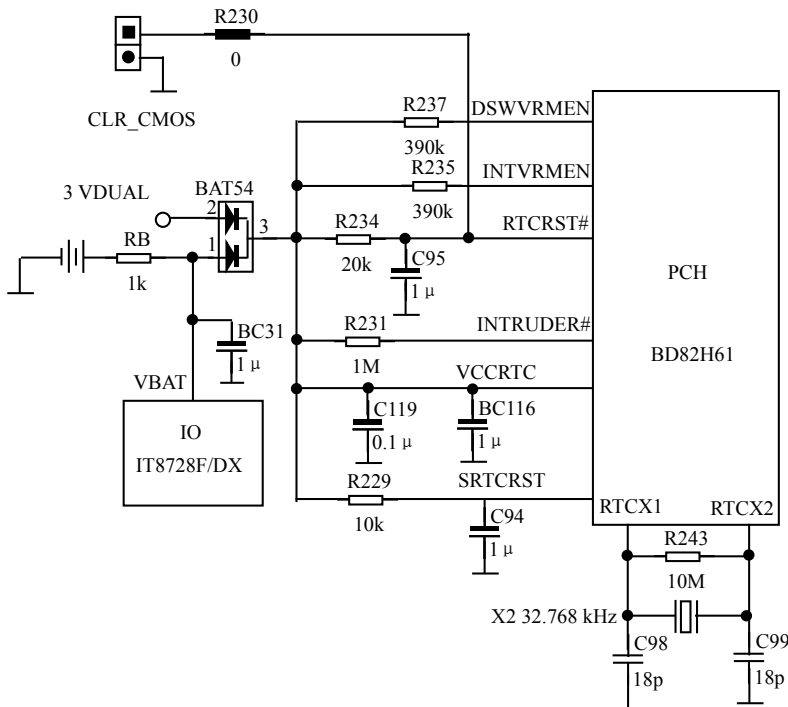 R230
0
CLR_CMOS
R237
DSWVRMEN
390k
R235
INTVRMEN
390k
3 VDUAL
BAT54
2
3
1
R234
RTCRST#
20k
C95
1 μ
RB
1k
PCH
BD82H61
BC31
1 μ
R231
INTRUDER#
1M
VBAT
VCCRTC
C119
0.1 μ
BC116
1 μ
IO
IT8728F/DX
R229
SRTCRST
10k
C94
1 μ
RTCX1
RTCX2
R243
10M
X2 32.768 kHz
C98
18p
C99
18p